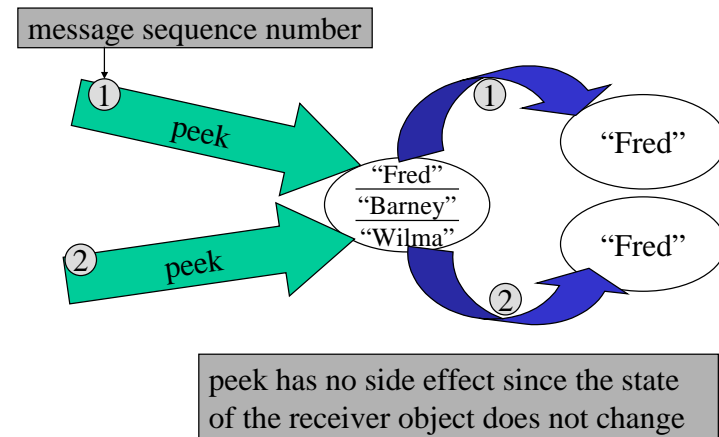 message sequence number
1
peek
1
“Fred”
“Fred”
“Barney”
“Wilma”
2
peek
“Fred”
2
peek has no side effect since the state
of the receiver object does not change